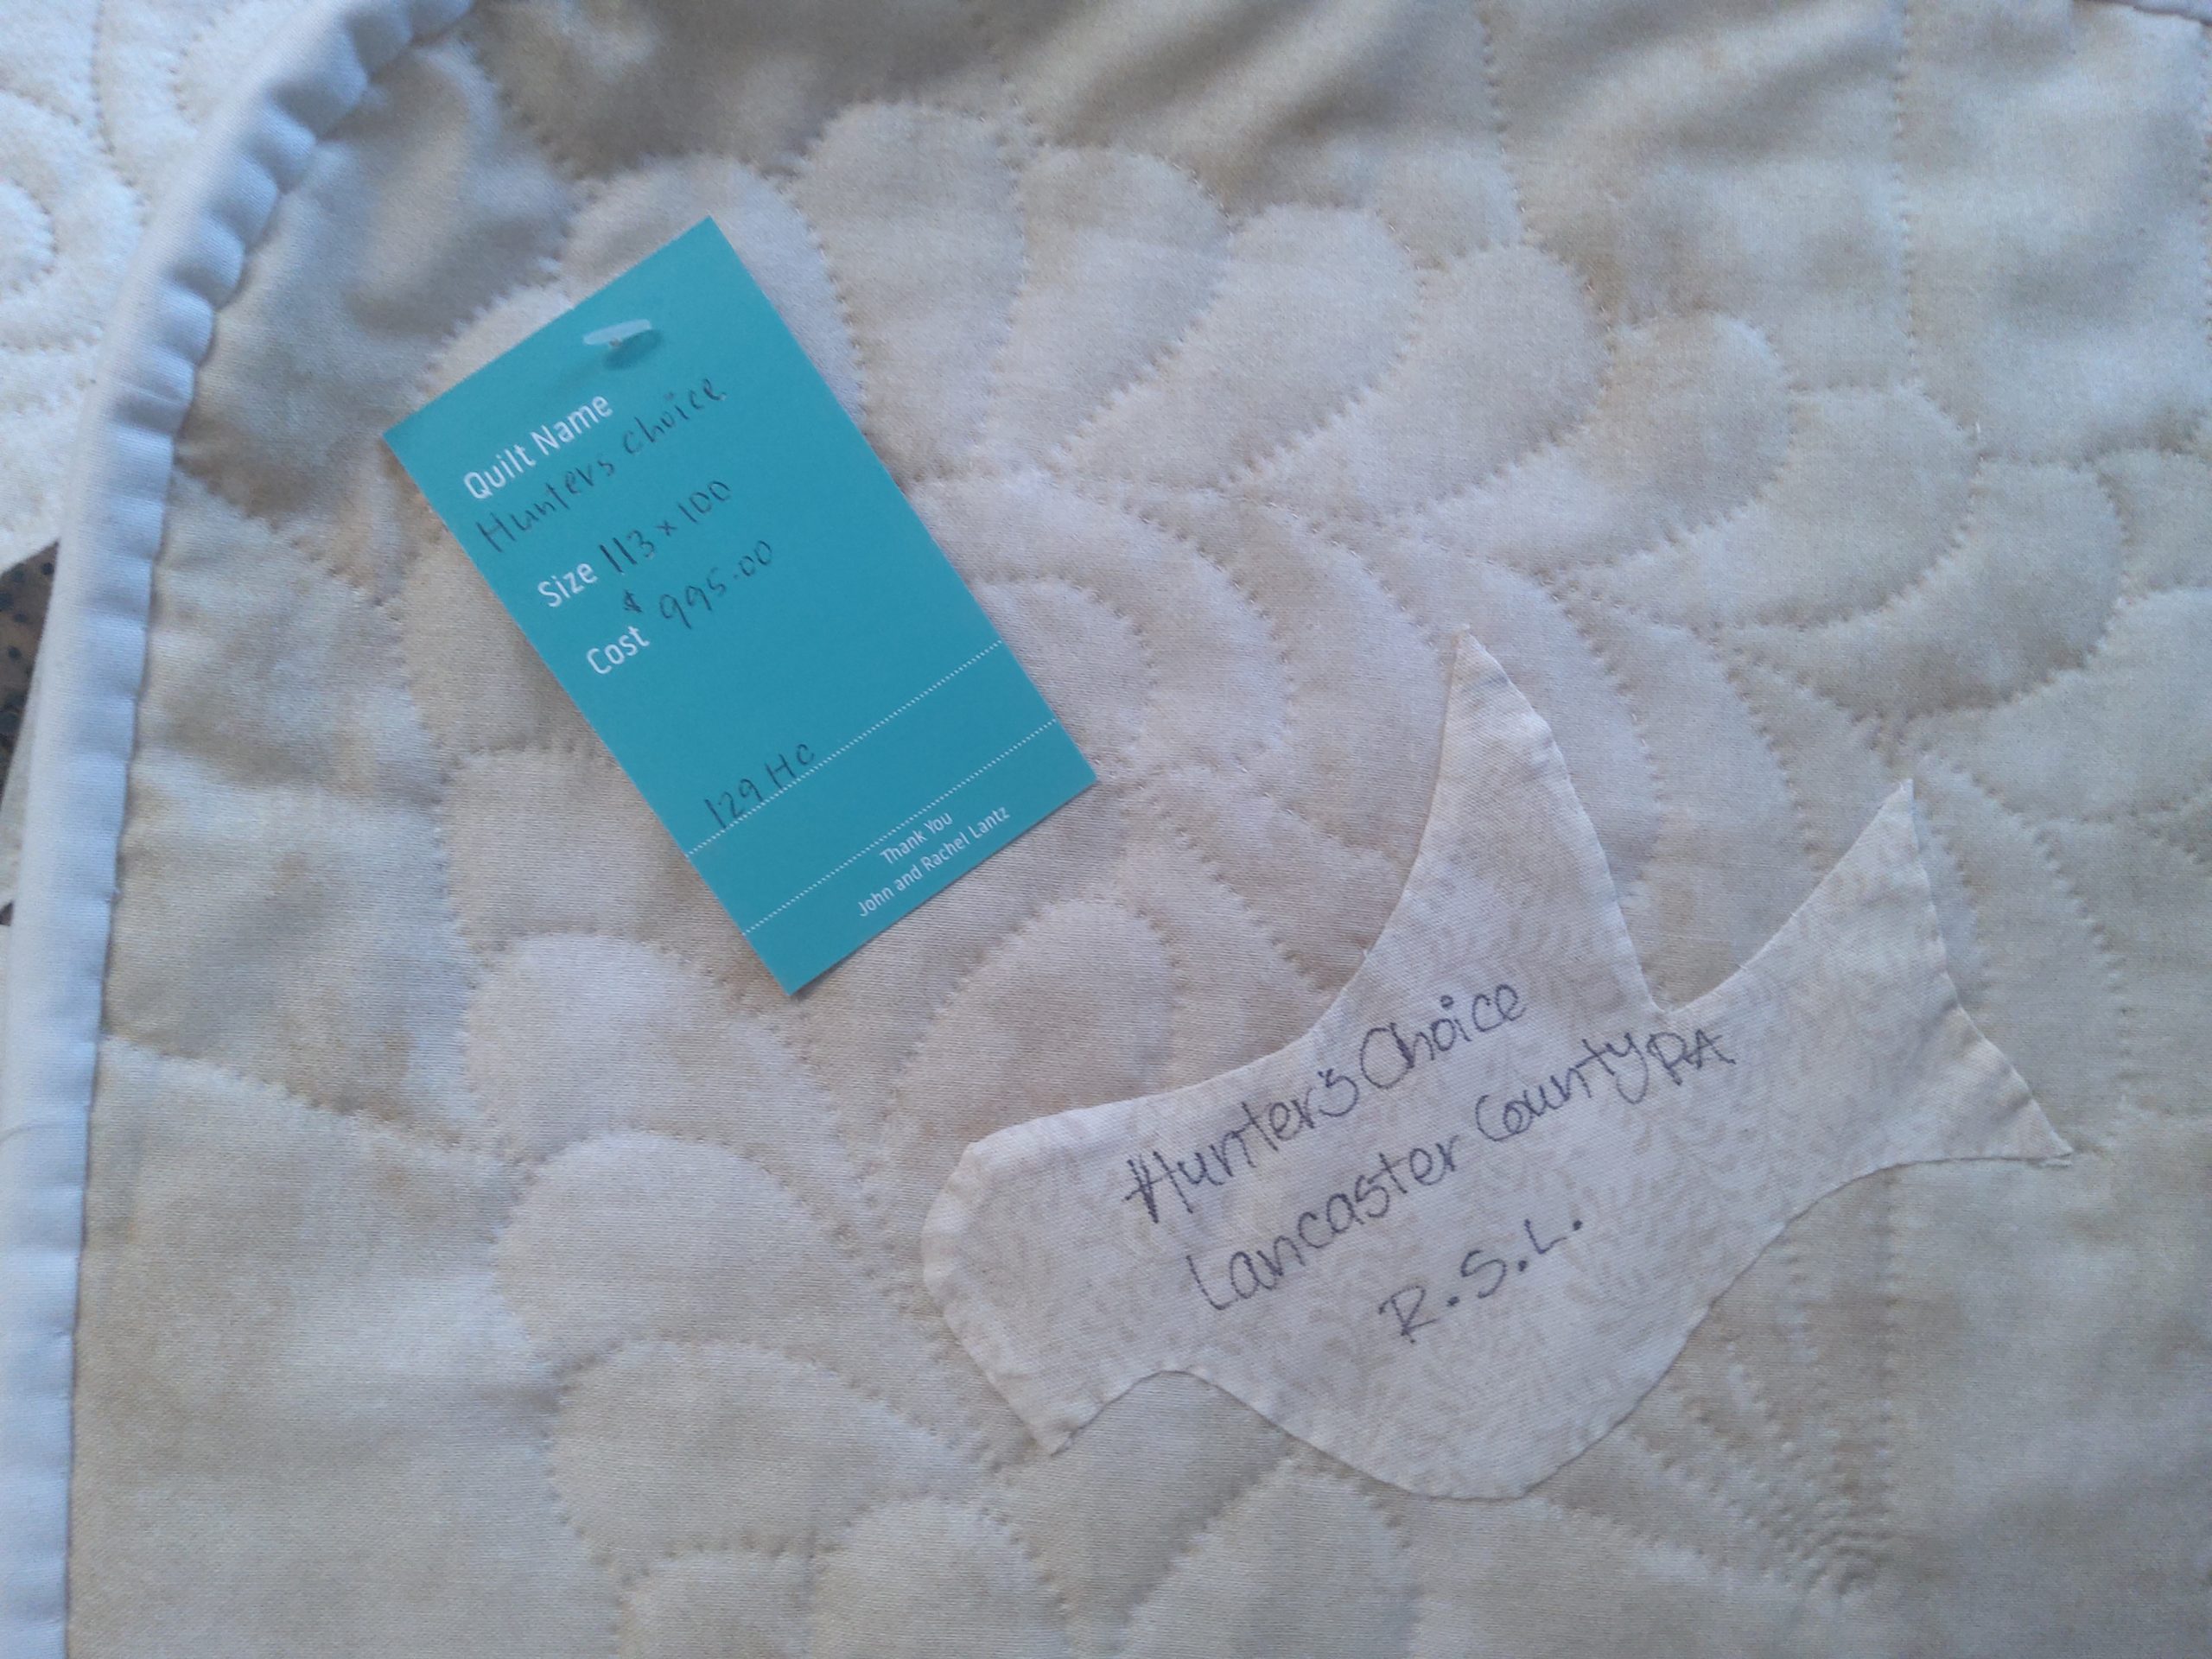 Quilt Name
Hunters Choice
Size 113 x 100
Cost $ 995.00
129 HC
Thank You
John and Rachel Lantz
Hunter's Choice
Lancaster County PA
R.S.L.